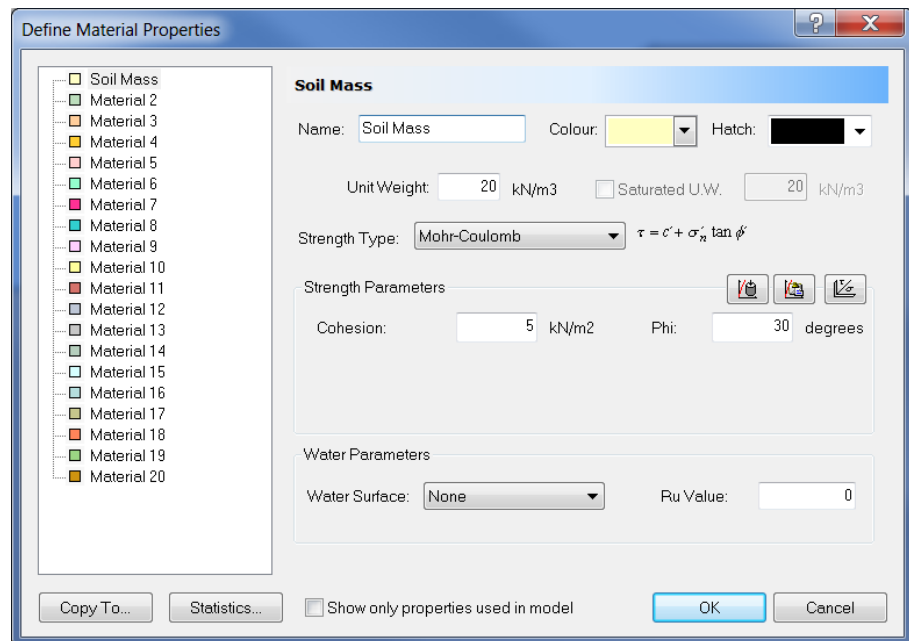 Define Material Properties
Soil Mass
Material 2
Material 3
Material 4
Material 5
Material 6
Material 7
Material 8
Material 9
Material 10
Material 11
Material 12
Material 13
Material 14
Material 15
Material 16
Material 17
Material 18
Material 19
Material 20
Soil Mass
Name: Soil Mass Colour: Hatch:
Unit Weight: 20 kN/m3 Saturated U.W. 20 kN/m3
Strength Type: Mohr-Coulomb τ = c′ + σ′n tan ϕ′
Strength Parameters
Cohesion: 5 kN/m2 Phi: 30 degrees
Water Parameters
Water Surface: None Ru Value: 0
Copy To... Statistics... Show only properties used in model OK Cancel